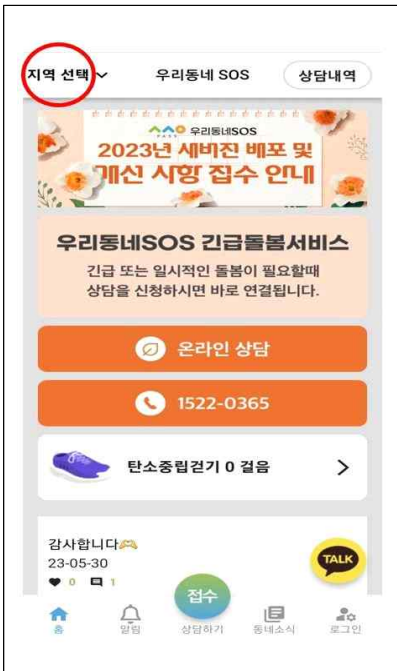 지역 선택
우리동네 SOS
상담내역
PASS 우리동네SOS
2023년 새버전 배포 및
개선 사항 접수 안내
우리동네SOS 긴급돌봄서비스
긴급 또는 일시적인 돌봄이 필요할때
상담을 신청하시면 바로 연결됩니다.
온라인 상담
1522-0365
탄소중립걷기 0 걸음
감사합니다🫶
23-05-30
0 1
TALK
접수
홈
알림
상담하기
동네소식
로그인